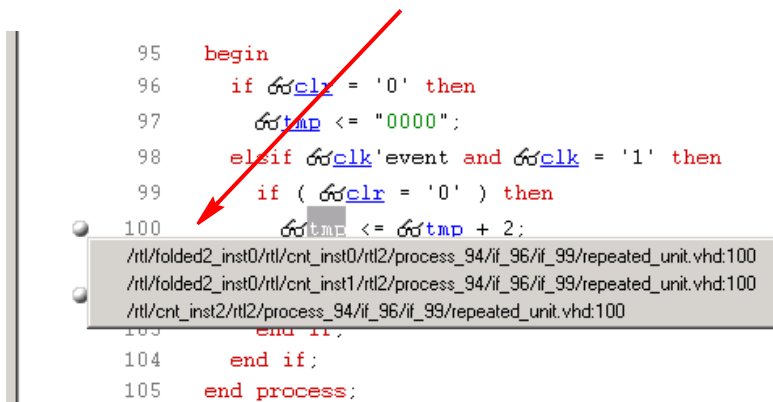 95 begin
96 if clr = '0' then
97 tmp <= "0000";
98 elsif clk'event and clk = '1' then
99 if ( clr = '0' ) then
100 tmp <= tmp + 2;
/rtl/folded2_inst0/rtl/cnt_inst0/rtl2/process_94/if_96/if_99/repeated_unit.vhd:100
/rtl/folded2_inst0/rtl/cnt_inst1/rtl2/process_94/if_96/if_99/repeated_unit.vhd:100
/rtl/cnt_inst2/rtl2/process_94/if_96/if_99/repeated_unit.vhd:100
103 end if;
104 end if;
105 end process;